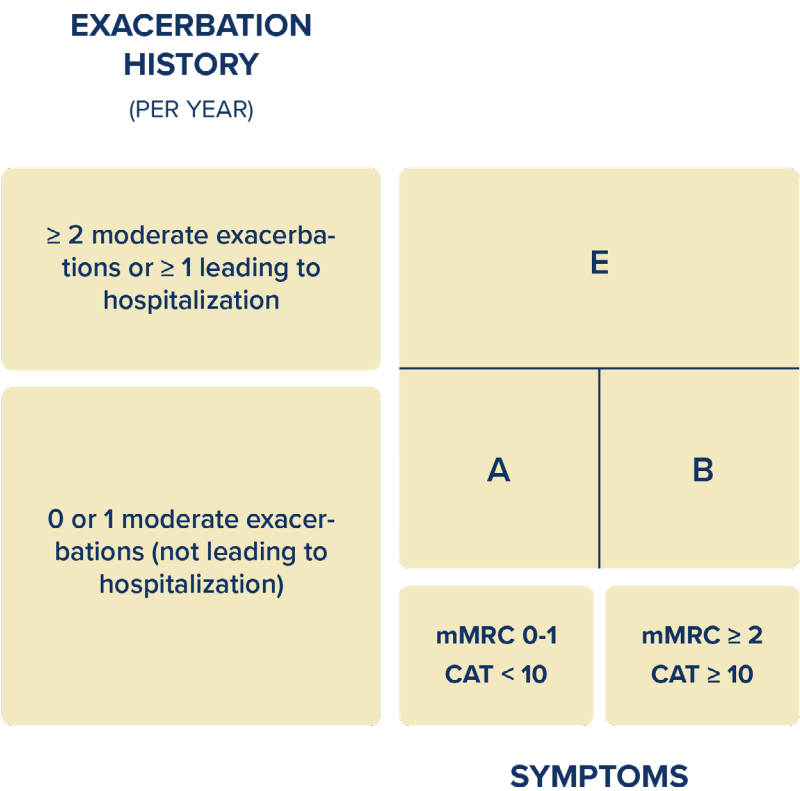 EXACERBATION
HISTORY
(PER YEAR)
≥ 2 moderate exacerba-
tions or ≥ 1 leading to
hospitalization
E
A
B
0 or 1 moderate exacer-
bations (not leading to
hospitalization)
mMRC 0-1
CAT < 10
mMRC ≥ 2
CAT ≥ 10
SYMPTOMS